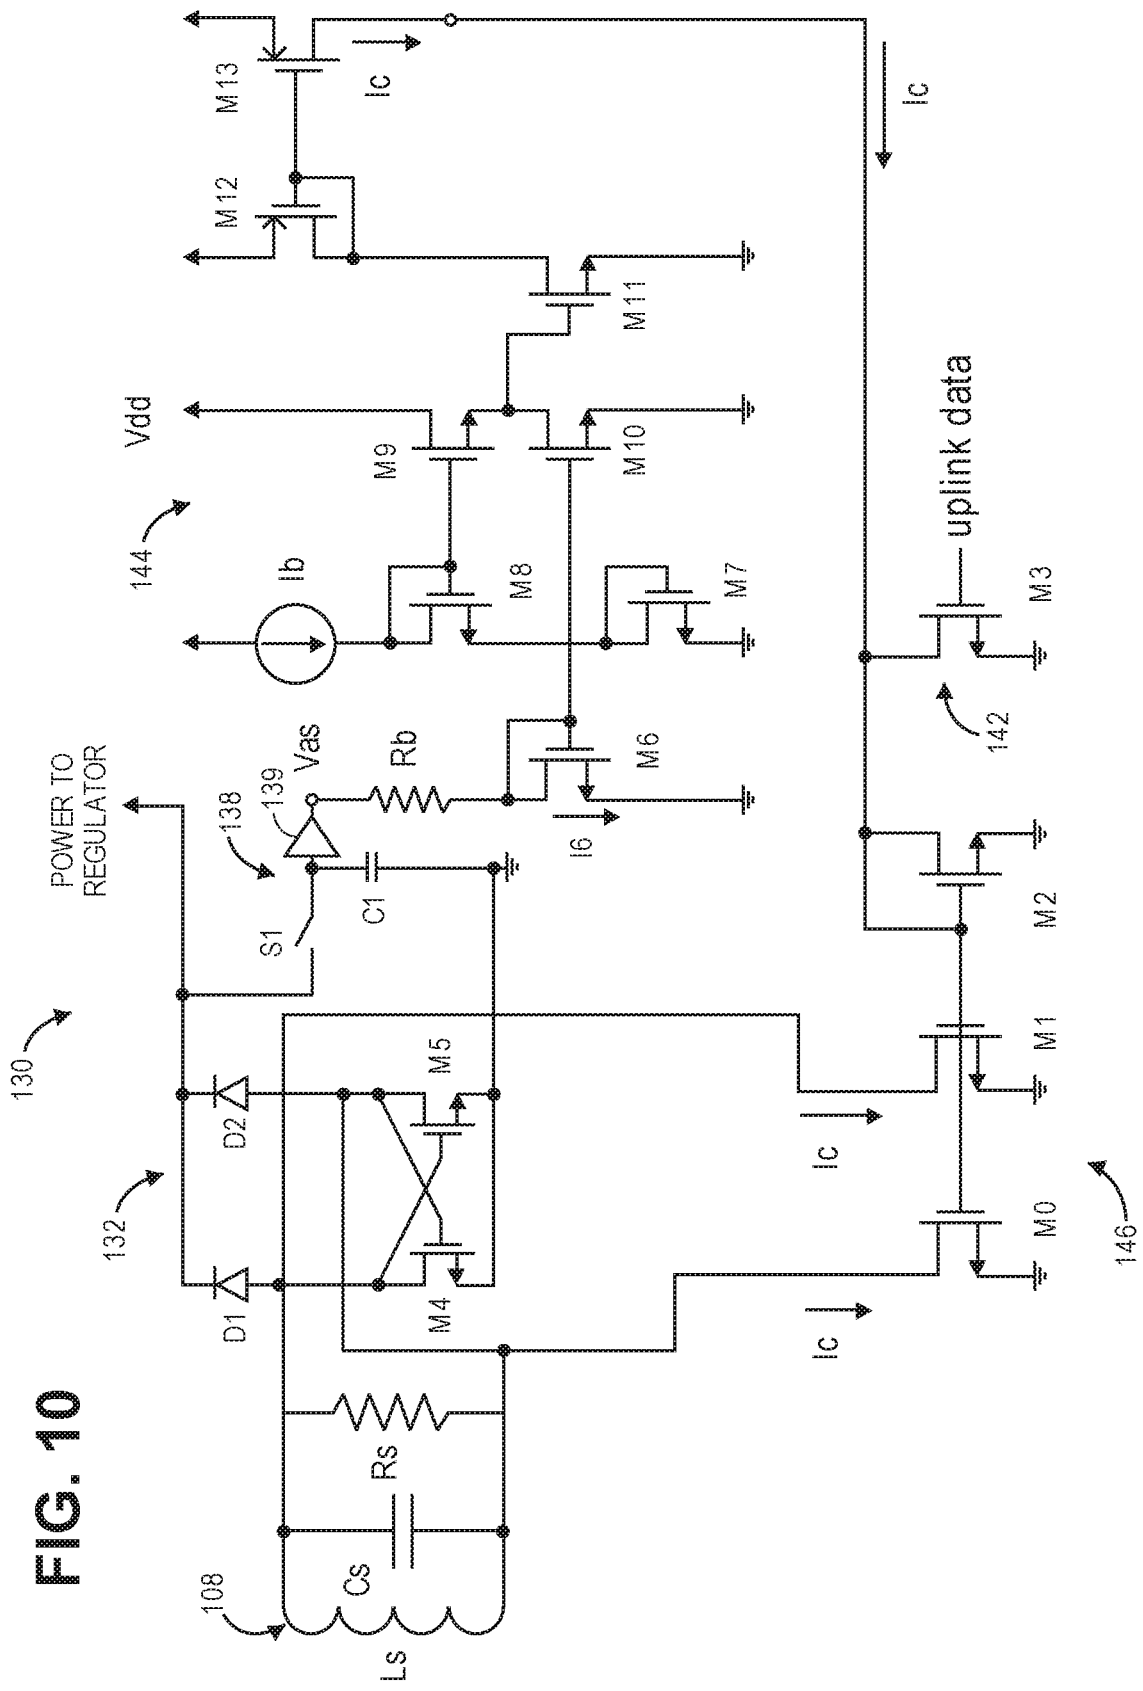 FIG. 10
130
POWER TO
REGULATOR
132
D1
D2
138
139
S1
C1
Vas
Rb
I6
M6
144
Ib
M8
M7
Vdd
M9
M10
M11
M12
M13
Ic
Ic
108
Ls
Cs
Rs
M4
M5
Ic
Ic
M0
M1
M2
146
142
M3
uplink data